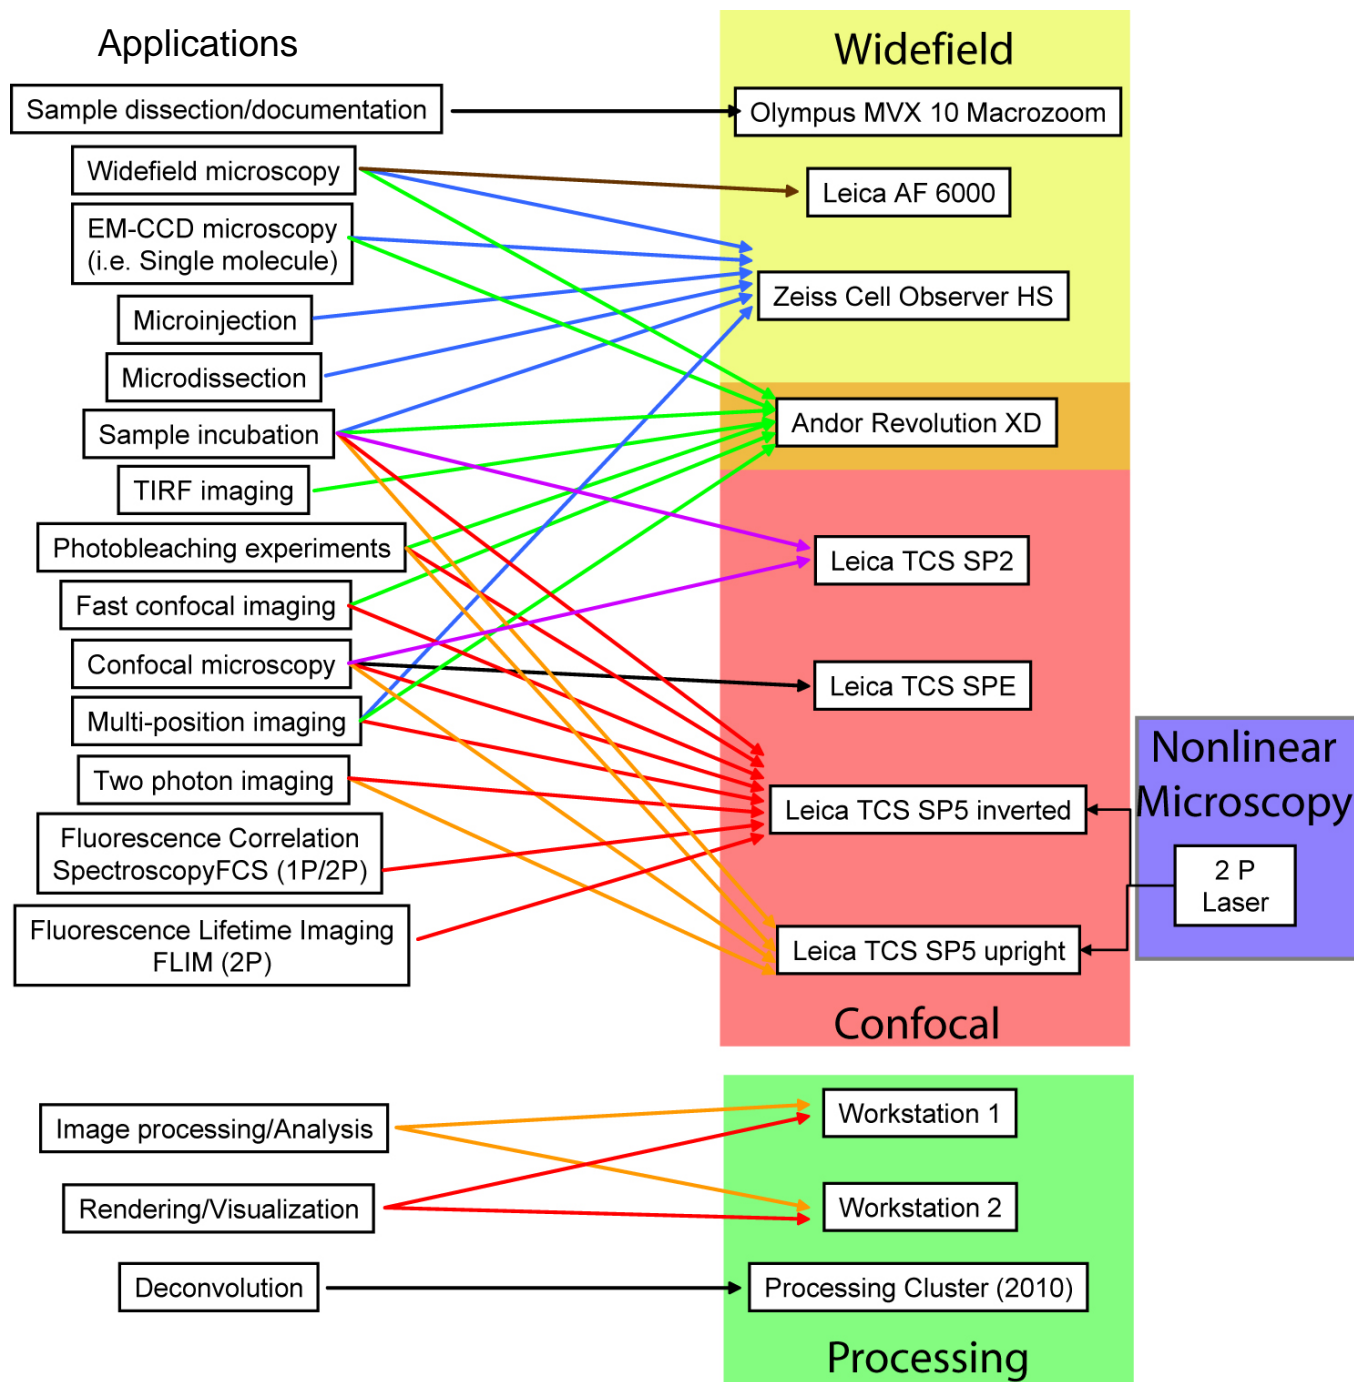 Applications
Sample dissection/documentation
Widefield microscopy
EM-CCD microscopy
(i.e. Single molecule)
Microinjection
Microdissection
Sample incubation
TIRF imaging
Photobleaching experiments
Fast confocal imaging
Confocal microscopy
Multi-position imaging
Two photon imaging
Fluorescence Correlation
SpectroscopyFCS (1P/2P)
Fluorescence Lifetime Imaging
FLIM (2P)
Widefield
Olympus MVX 10 Macrozoom
Leica AF 6000
Zeiss Cell Observer HS
Andor Revolution XD
Leica TCS SP2
Leica TCS SPE
Leica TCS SP5 inverted
Leica TCS SP5 upright
Confocal
Nonlinear
Microscopy
2 P
Laser
Image processing/Analysis
Rendering/Visualization
Deconvolution
Workstation 1
Workstation 2
Processing Cluster (2010)
Processing